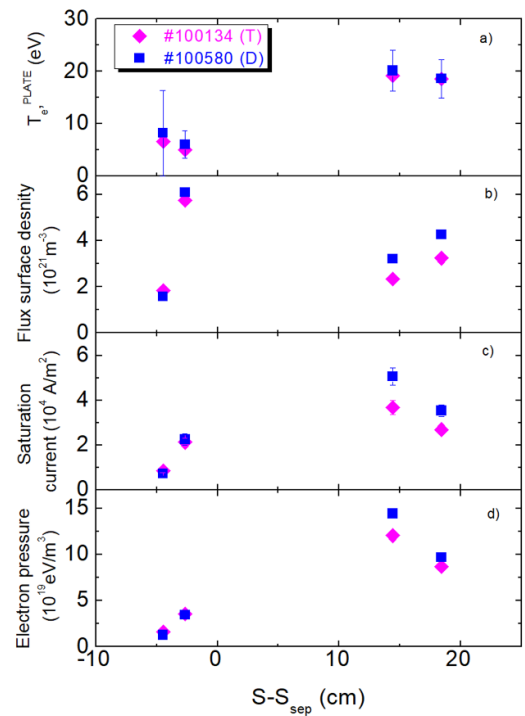 #100134 (T)
#100580 (D)
a)
30
20
10
0
T_e, ^PLATE (eV)
b)
6
4
2
0
Flux surface desnity
(10^21 m^-3)
c)
6
4
2
0
Saturation
current (10^4 A/m^2)
d)
15
10
5
0
Electron pressure
(10^19 eV/m^3)
-10 0 10 20
S-S_sep (cm)